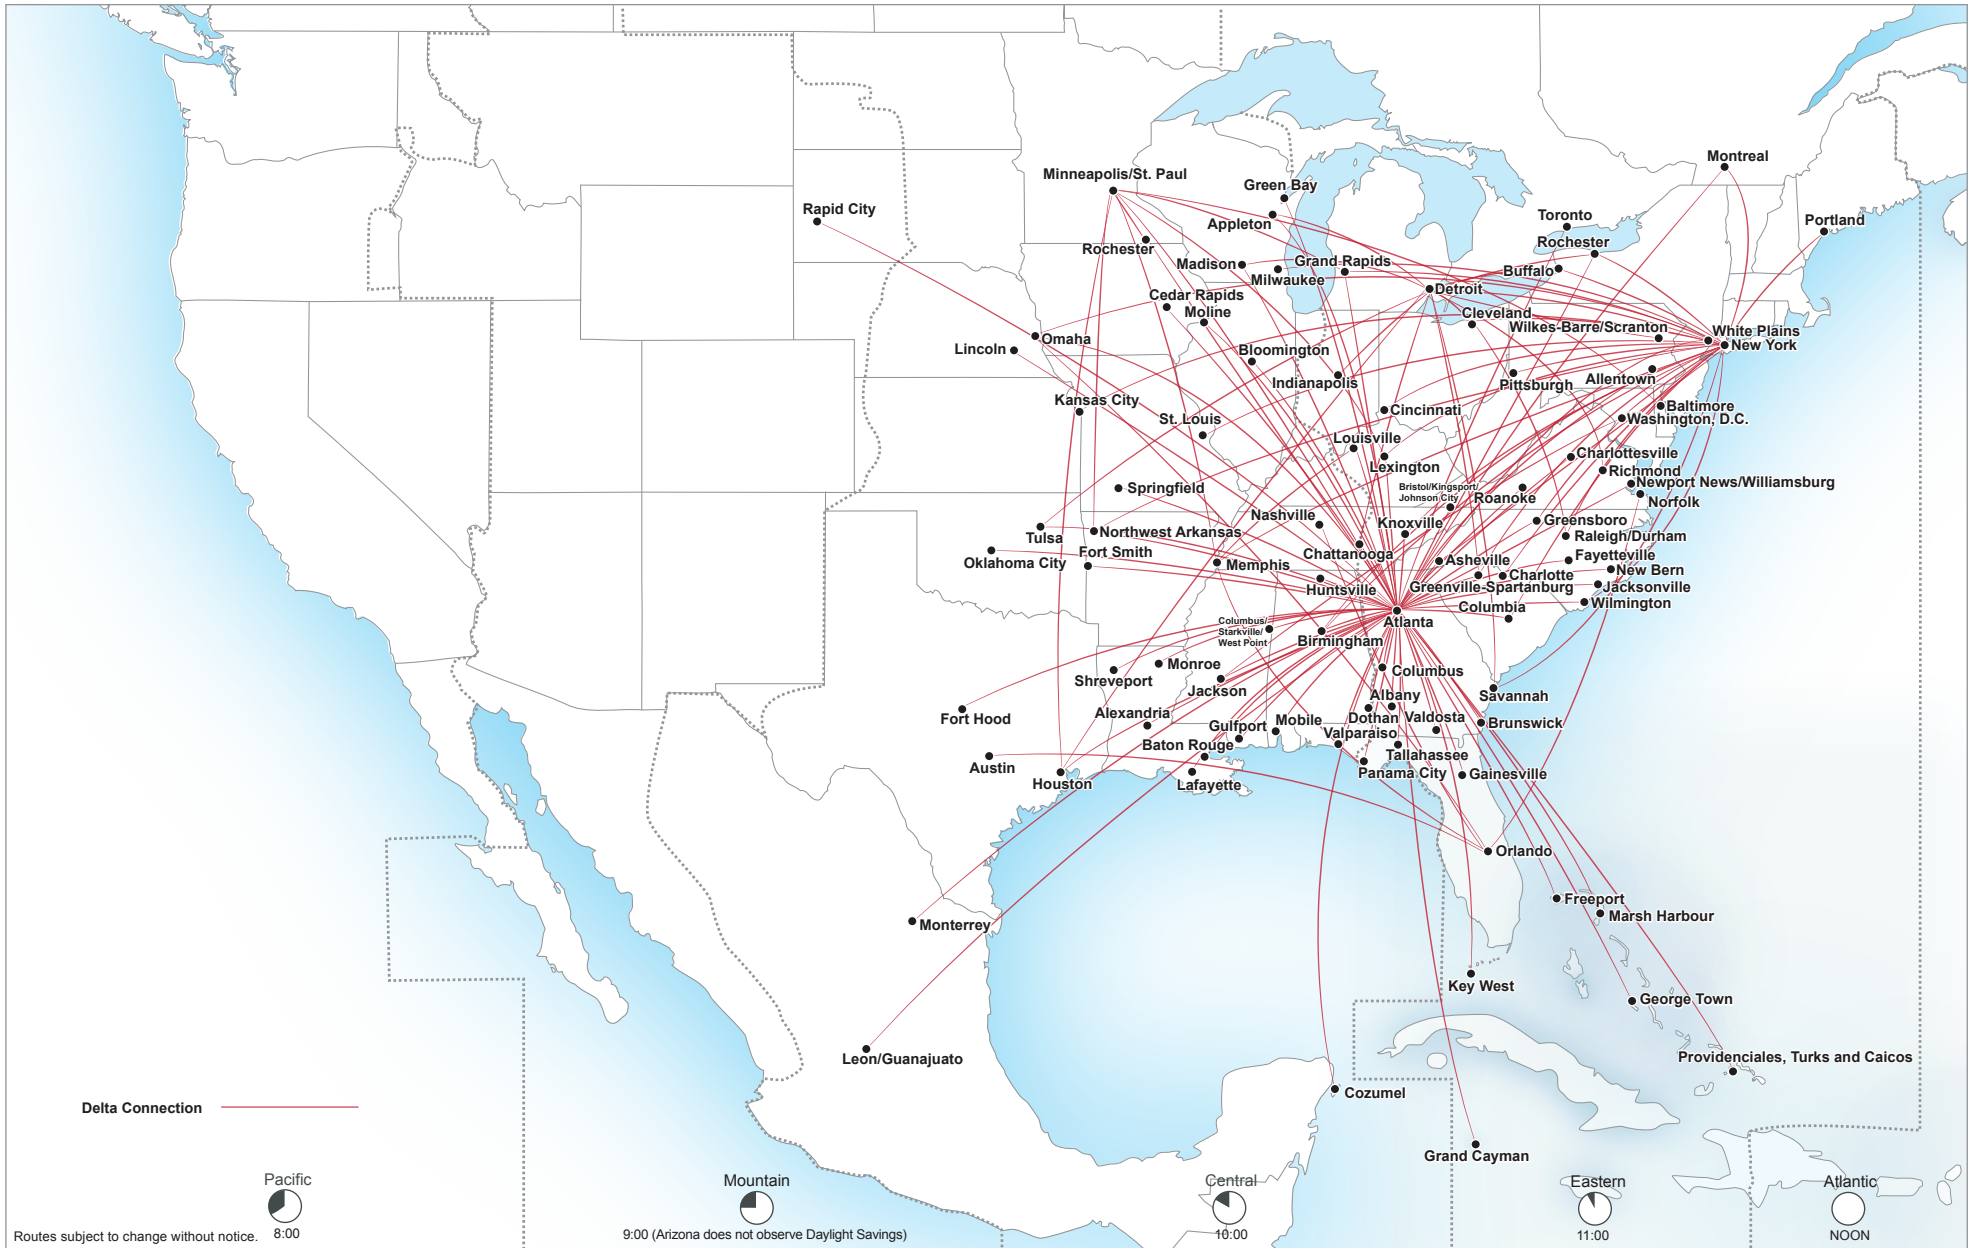 Montreal
Minneapolis/St. Paul
Green Bay
Rapid City
Appleton
Toronto
Portland
Rochester
Rochester
Madison
Grand Rapids
Buffalo
Milwaukee
Detroit
Cedar Rapids
Moline
Cleveland
Wilkes-Barre/Scranton
White Plains
Omaha
New York
Lincoln
Bloomington
Indianapolis
Pittsburgh
Allentown
Kansas City
Cincinnati
Baltimore
St. Louis
Washington, D.C.
Louisville
Charlottesville
Lexington
Richmond
Springfield
Bristol/Kingsport/
Johnson City
Roanoke
Newport News/Williamsburg
Norfolk
Nashville
Knoxville
Greensboro
Northwest Arkansas
Tulsa
Raleigh/Durham
Fort Smith
Chattanooga
Fayetteville
Oklahoma City
Memphis
Asheville
New Bern
Charlotte
Huntsville
Greenville-Spartanburg
Jacksonville
Wilmington
Columbia
Columbus/
Starkville/
West Point
Atlanta
Birmingham
Monroe
Columbus
Shreveport
Jackson
Albany
Savannah
Fort Hood
Alexandria
Gulfport
Mobile
Dothan
Valdosta
Brunswick
Valparaiso
Baton Rouge
Tallahassee
Austin
Panama City
Gainesville
Houston
Lafayette
Orlando
Freeport
Marsh Harbour
Monterrey
Key West
George Town
Leon/Guanajuato
Providenciales, Turks and Caicos
Cozumel
Delta Connection
Grand Cayman
Pacific
Mountain
Central
Eastern
Atlantic
Routes subject to change without notice.
8:00
9:00 (Arizona does not observe Daylight Savings)
10:00
11:00
NOON